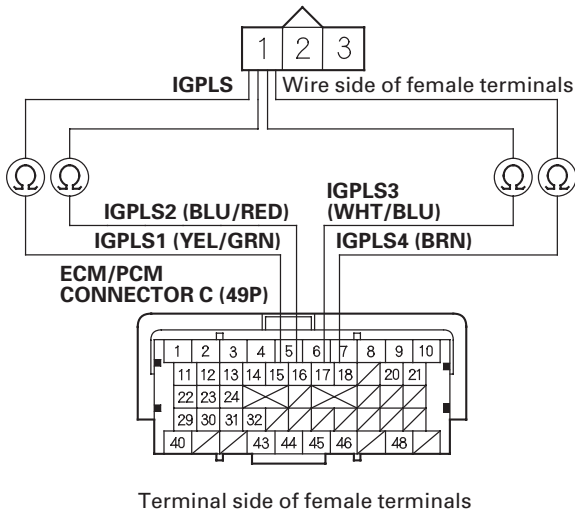 1 2 3
IGPLS Wire side of female terminals
Ω Ω Ω Ω
IGPLS2 (BLU/RED)
IGPLS3
(WHT/BLU)
IGPLS1 (YEL/GRN)
IGPLS4 (BRN)
ECM/PCM
CONNECTOR C (49P)
1 2 3 4 5 6 7 8 9 10
11 12 13 14 15 16 17 18 20 21
22 23 24
29 30 31 32
40 43 44 45 46 48
Terminal side of female terminals